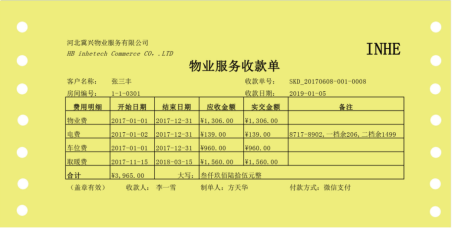 河北冀兴物业服务有限公司
HB inhetech Commerce CO, .LTD
INHE
物业服务收款单
客户名称: 张三丰 收款单号: SKD_20170608-001-0008
房间编号: 1-1-0301 收款日期: 2019-01-05
费用明细 开始日期 结束日期 应收金额 实交金额 备注
物业费 2017-01-01 2017-12-31 ¥1,306.00 ¥1,306.00
电费 2017-01-02 2017-12-31 ¥139.00 ¥139.00 8717-8902,一档余206,二档余1499
车位费 2017-01-01 2017-12-31 ¥960.00 ¥960.00
取暖费 2017-11-15 2018-03-15 ¥1,560.00 ¥1,560.00
合计 ¥3,965.00 大写: 叁仟玖佰陆拾伍元整
(盖章有效) 收款人: 李一雪 制单人: 方天华 付款方式: 微信支付